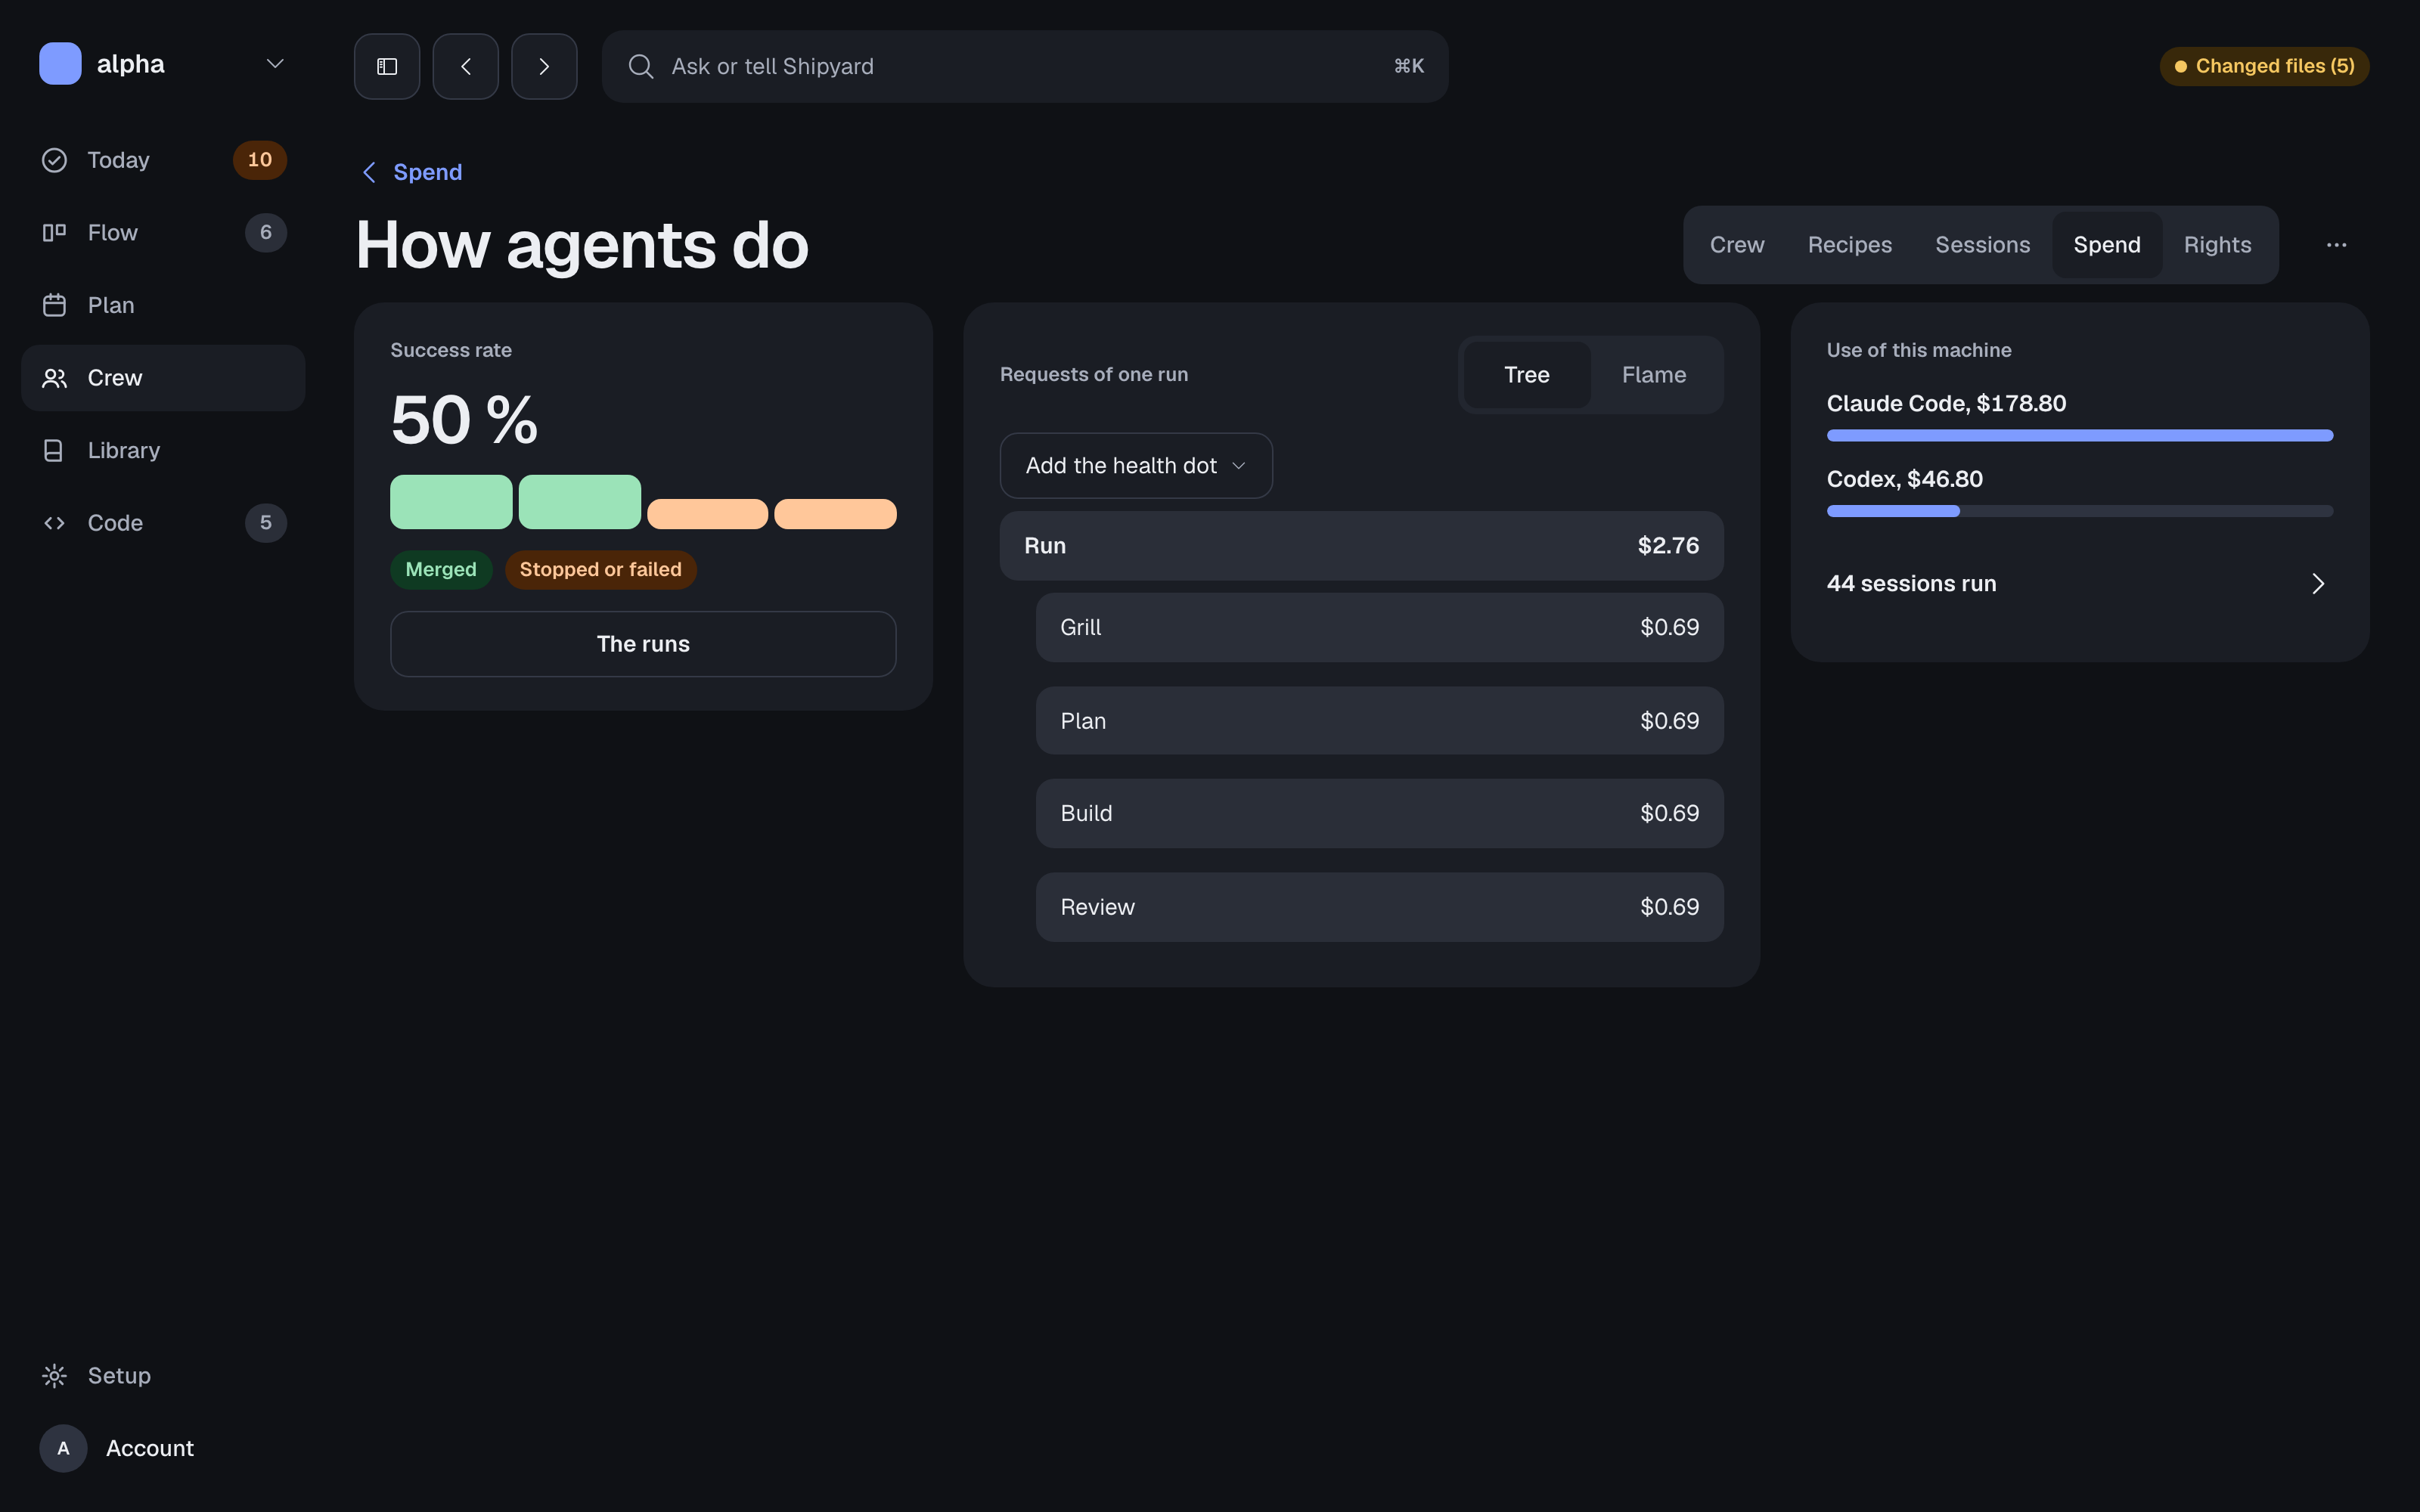 alpha
Ask or tell Shipyard
⌘K
Changed files (5)
Today
10
Flow
6
Plan
Crew
Library
Code
5
Setup
A
Account
Spend
How agents do
Crew
Recipes
Sessions
Spend
Rights
Success rate
50 %
Merged
Stopped or failed
The runs
Requests of one run
Tree
Flame
Add the health dot
Run
$2.76
Grill
$0.69
Plan
$0.69
Build
$0.69
Review
$0.69
Use of this machine
Claude Code, $178.80
Codex, $46.80
44 sessions run